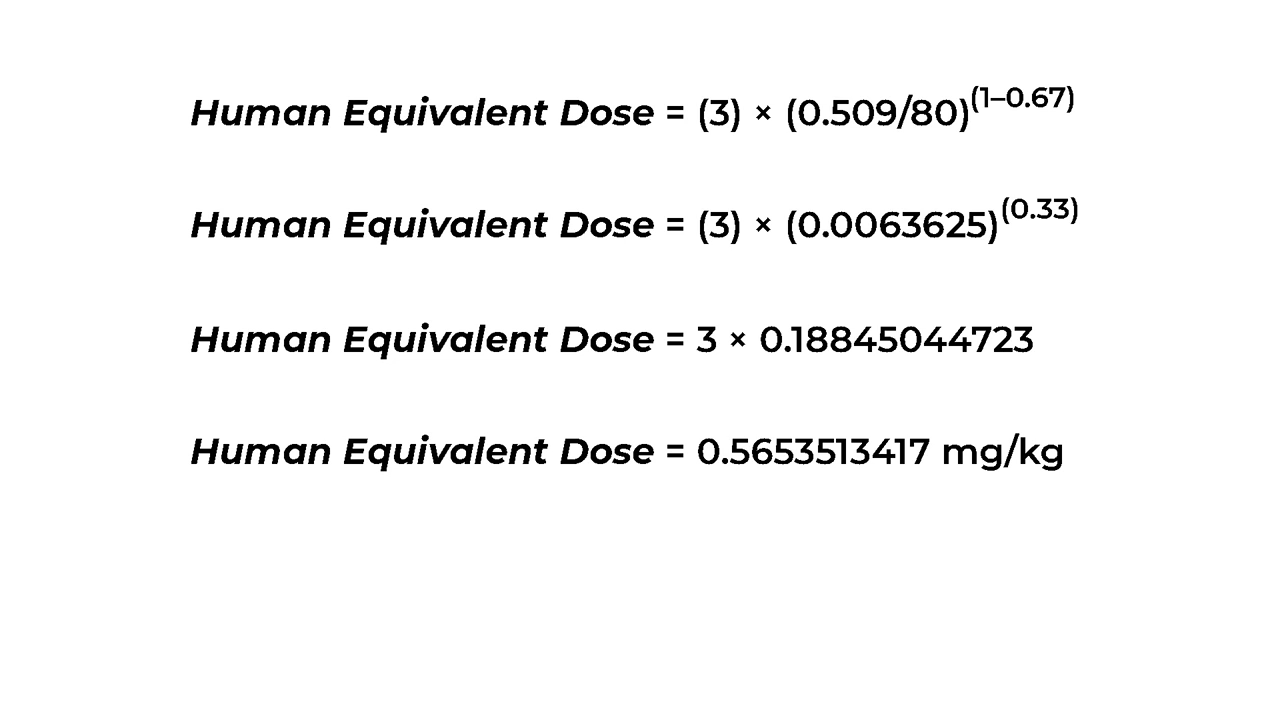 Human Equivalent Dose = (3) × (0.509/80)^(1–0.67)
Human Equivalent Dose = (3) × (0.0063625)^(0.33)
Human Equivalent Dose = 3 × 0.18845044723
Human Equivalent Dose = 0.5653513417 mg/kg